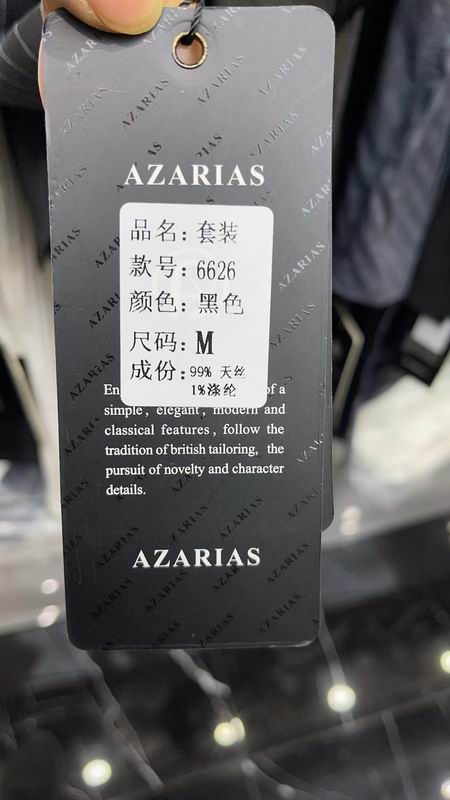 AZARIAS
品名: 套装
款号: 6626
颜色: 黑色
尺码: M
成份: 99% 天丝
1%涤纶
En of a
simple, elegant, modern and
classical features, follow the
tradition of british tailoring, the
pursuit of novelty and character
details.
AZARIAS